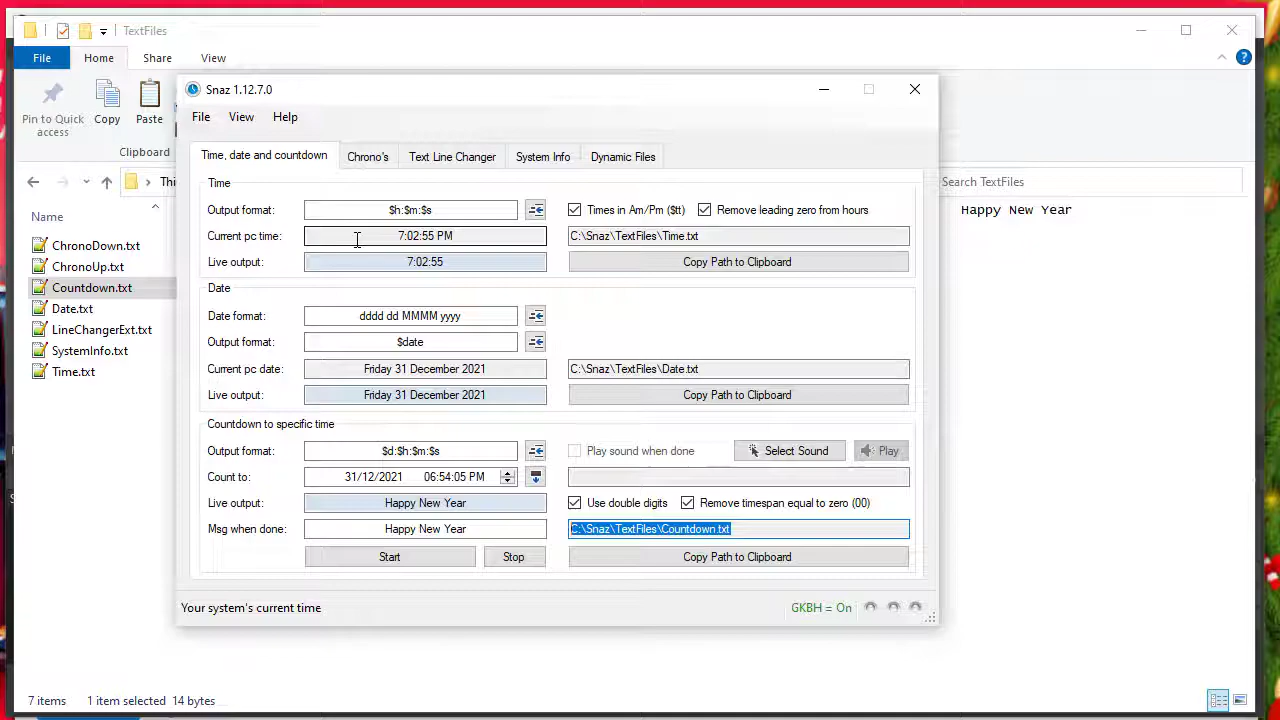 TextFiles
File Home Share View
Pin to Quick access
Copy
Paste
Clipboard
Search TextFiles
Name
ChronoDown.txt
ChronoUp.txt
Countdown.txt
Date.txt
LineChangerExt.txt
SystemInfo.txt
Time.txt
Happy New Year
Snaz 1.12.7.0
File View Help
Time, date and countdown Chrono's Text Line Changer System Info Dynamic Files
Time
Output format: $h:$m:$s Times in Am/Pm ($tt) Remove leading zero from hours
Current pc time: 7:02:55 PM C:\Snaz\TextFiles\Time.txt
Live output: 7:02:55 Copy Path to Clipboard
Date
Date format: dddd dd MMMM yyyy
Output format: $date
Current pc date: Friday 31 December 2021 C:\Snaz\TextFiles\Date.txt
Live output: Friday 31 December 2021 Copy Path to Clipboard
Countdown to specific time
Output format: $d:$h:$m:$s Play sound when done Select Sound Play
Count to: 31/12/2021 06:54:05 PM
Live output: Happy New Year Use double digits Remove timespan equal to zero (00)
Msg when done: Happy New Year C:\Snaz\TextFiles\Countdown.txt
Start Stop Copy Path to Clipboard
Your system's current time GKBH = On
7 items 1 item selected 14 bytes